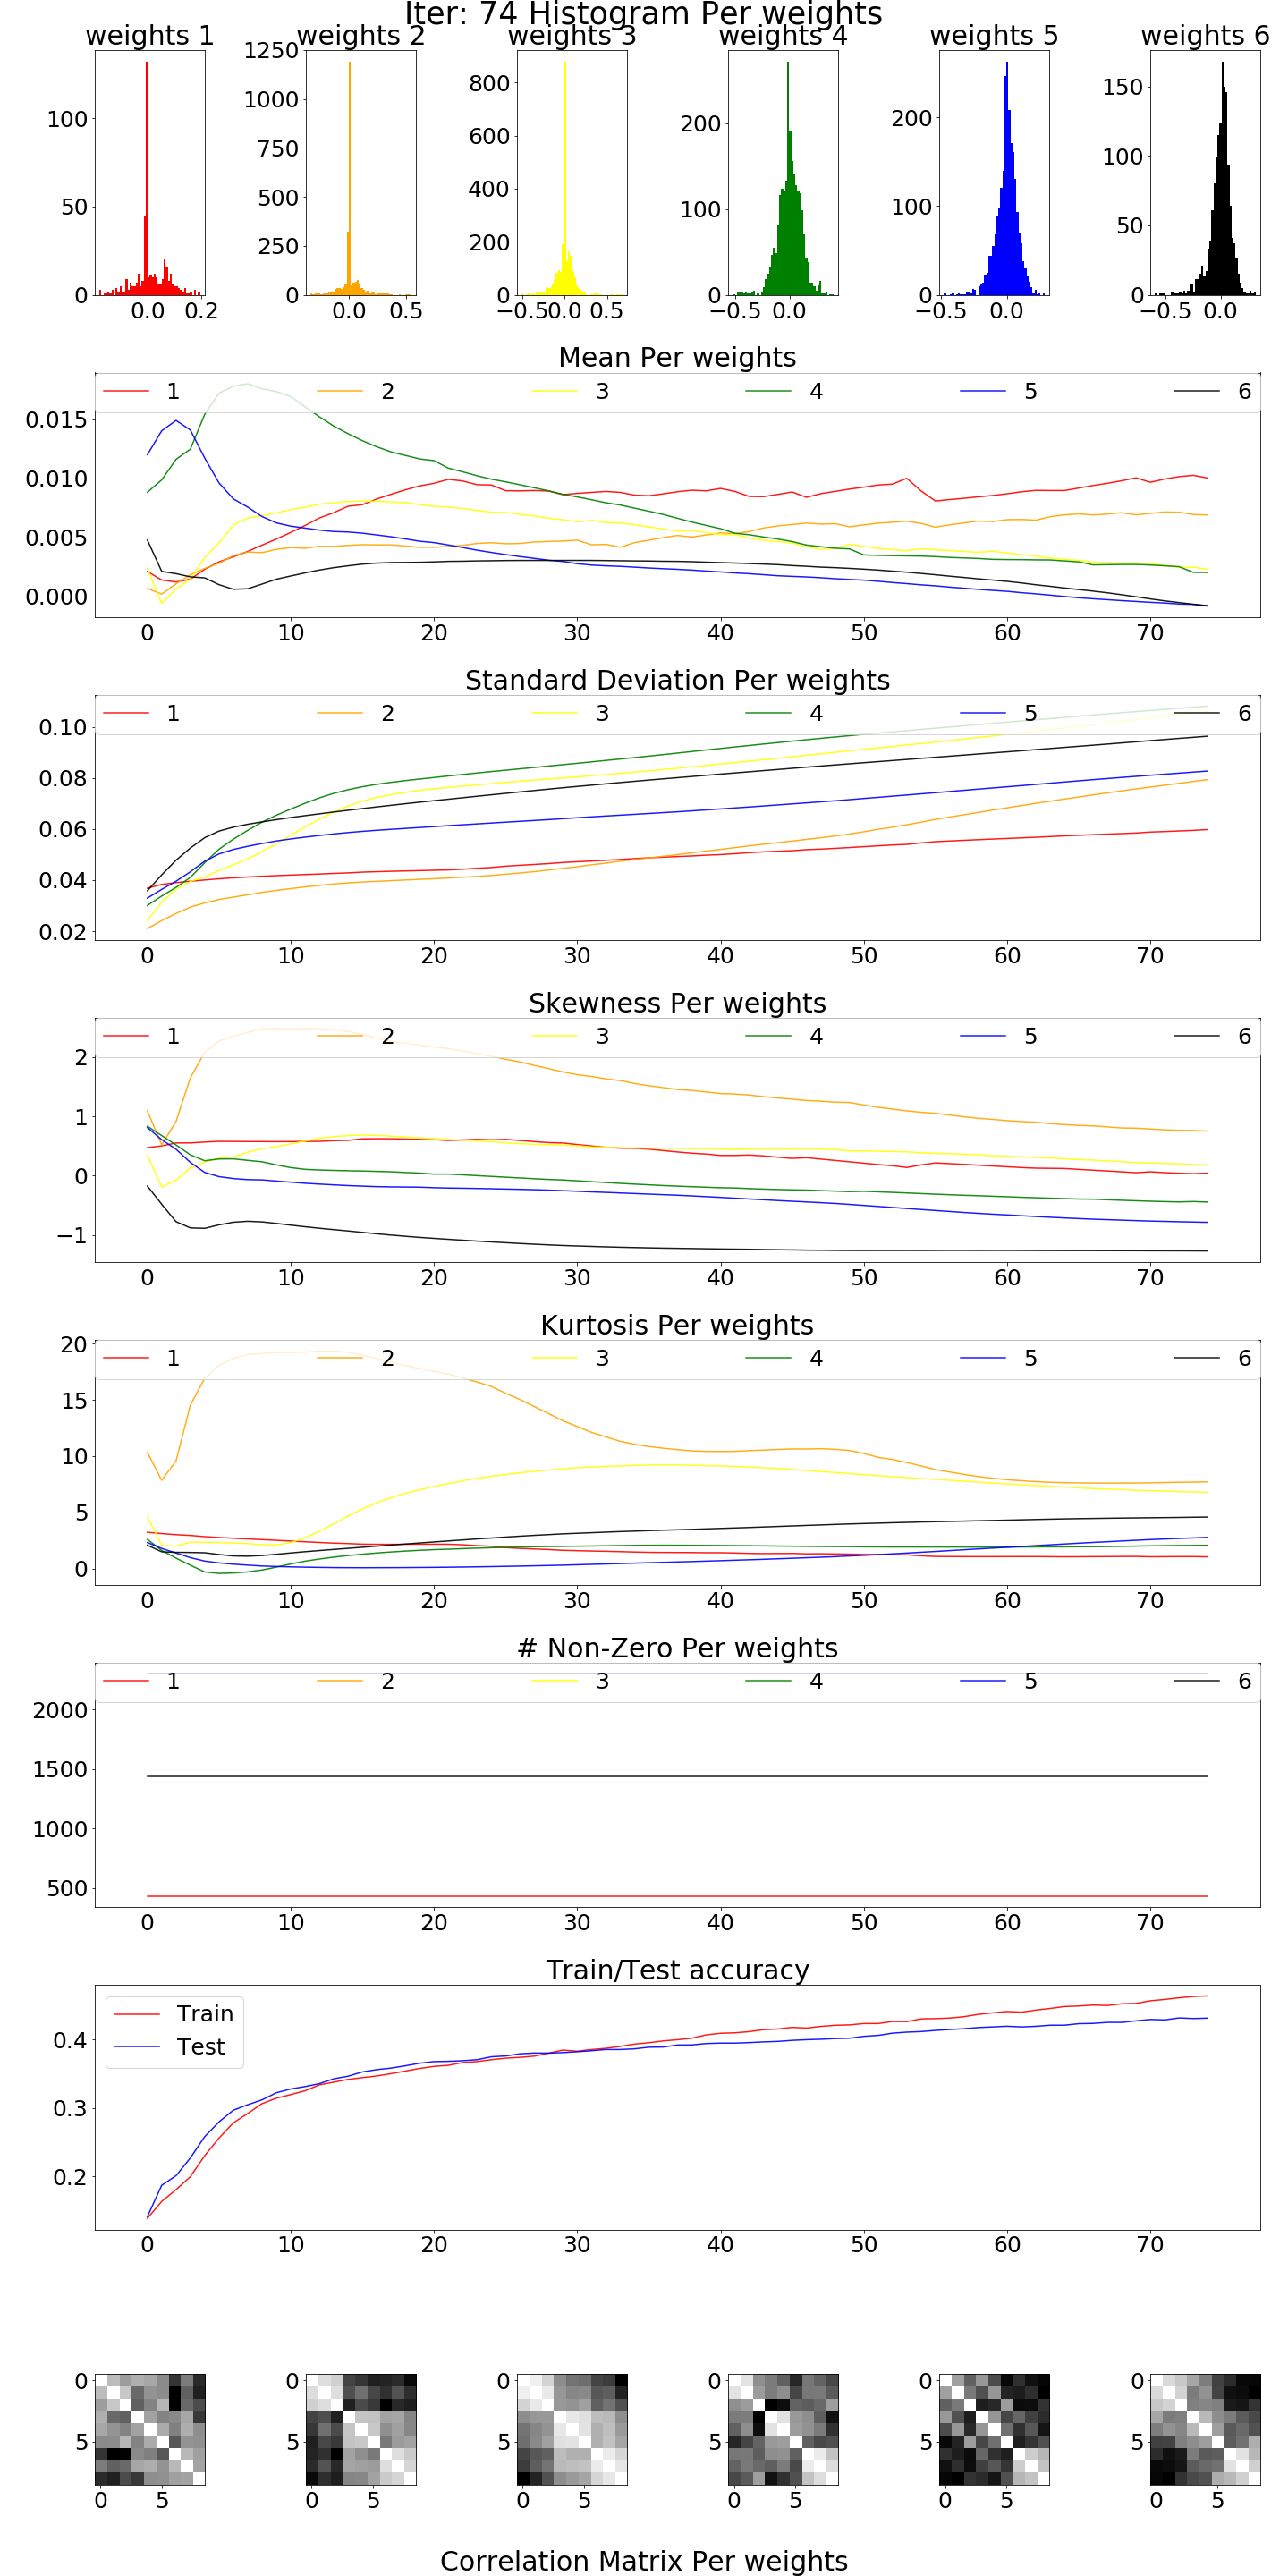 Iter: 74 Histogram Per weights
weights 1 weights 2 weights 3 weights 4 weights 5 weights 6
100
50
0
0.0 0.2
1250
1000
750
500
250
0
0.0 0.5
800
600
400
200
0
−0.5 0.0 0.5
200
100
0
−0.5 0.0
200
100
0
−0.5 0.0
150
100
50
0
−0.5 0.0
Mean Per weights
1 2 3 4 5 6
0.015
0.010
0.005
0.000
0 10 20 30 40 50 60 70
Standard Deviation Per weights
1 2 3 4 5 6
0.10
0.08
0.06
0.04
0.02
0 10 20 30 40 50 60 70
Skewness Per weights
1 2 3 4 5 6
2
1
0
−1
0 10 20 30 40 50 60 70
Kurtosis Per weights
1 2 3 4 5 6
20
15
10
5
0
0 10 20 30 40 50 60 70
# Non-Zero Per weights
1 2 3 4 5 6
2000
1500
1000
500
0 10 20 30 40 50 60 70
Train/Test accuracy
Train
Test
0.4
0.3
0.2
0 10 20 30 40 50 60 70
0 0 0 0 0 0
5 5 5 5 5 5
0 5 0 5 0 5 0 5 0 5 0 5
Correlation Matrix Per weights